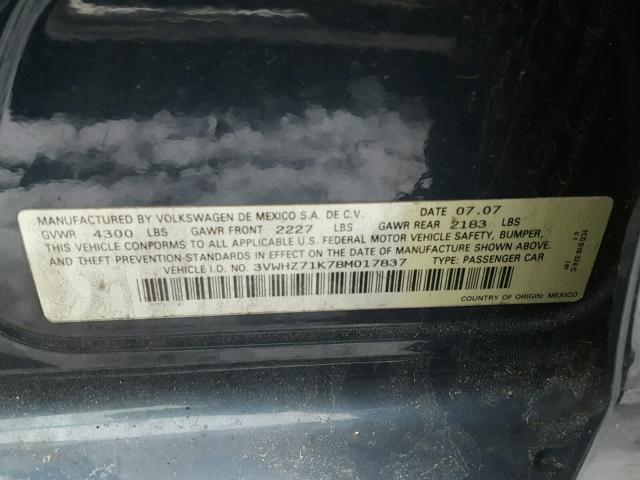 MANUFACTURED BY VOLKSWAGEN DE MEXICO S.A. DE C.V. DATE 07.07
GVWR 4300 LBS GAWR FRONT 2227 LBS GAWR REAR 2183 LBS
THIS VEHICLE CONFORMS TO ALL APPLICABLE U.S. FEDERAL MOTOR VEHICLE SAFETY, BUMPER,
AND THEFT PREVENTION STANDARDS IN EFFECT ON THE DATE OF MANUFACTURE SHOWN ABOVE.
VEHICLE I.D. NO. 3VWHZ71K78M017837 TYPE: PASSENGER CAR
COUNTRY OF ORIGIN: MEXICO